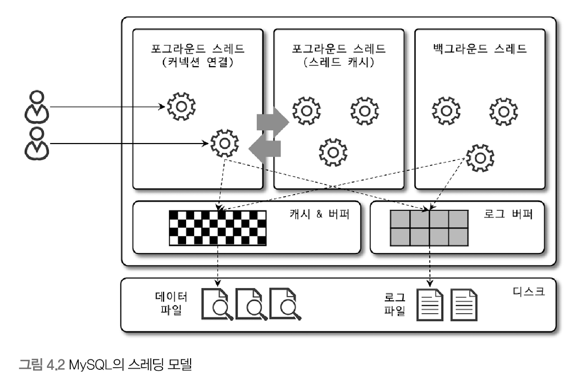 포그라운드 스레드
(커넥션 연결)
포그라운드 스레드
(스레드 캐시)
백그라운드 스레드
캐시 & 버퍼
로그 버퍼
데이터
파일
로그
파일
디스크
그림 4.2 MySQL의 스레딩 모델